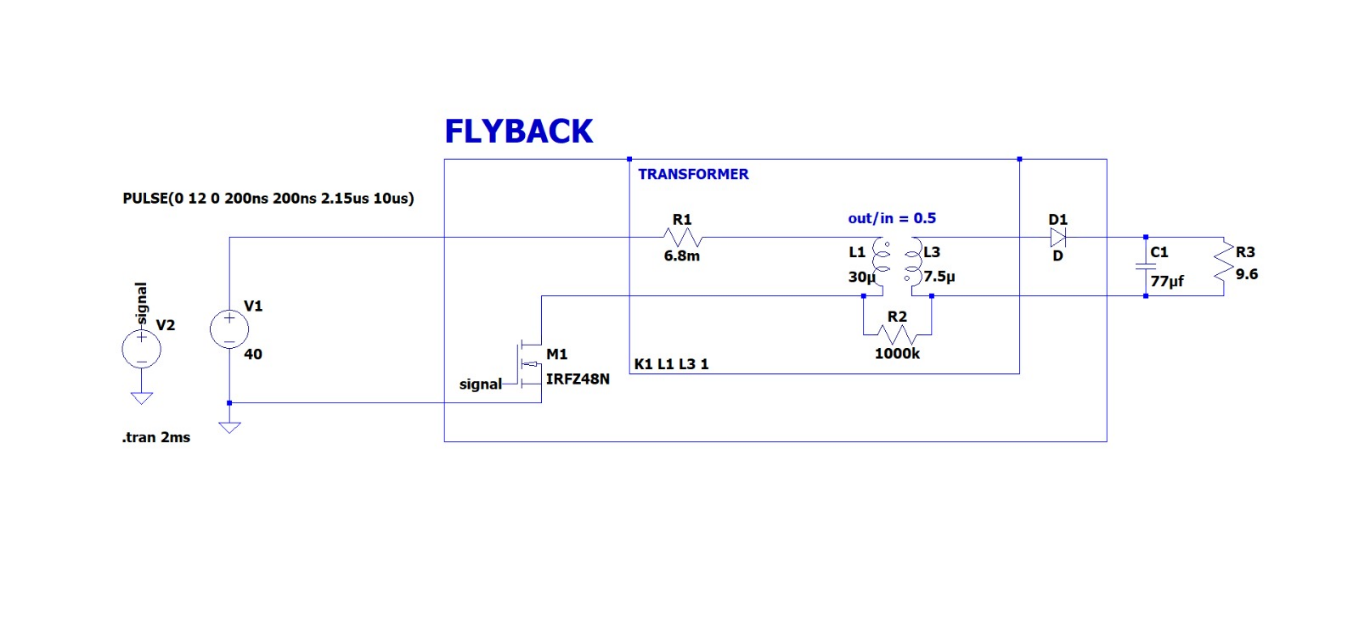 FLYBACK
TRANSFORMER
PULSE(0 12 0 200ns 200ns 2.15us 10us)
R1
6.8m
out/in = 0.5
L1
30µ
L3
7.5µ
D1
D
C1
77µf
R3
9.6
signal
V2
V1
40
R2
1000k
M1
IRFZ48N
signal
K1 L1 L3 1
.tran 2ms